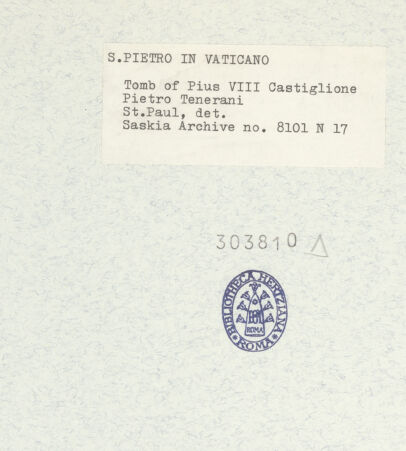 S.PIETRO IN VATICANO
Tomb of Pius VIII Castiglione
Pietro Tenerani
St.Paul, det.
Saskia Archive no. 8101 N 17
303810 Δ
BIBLIOTHECA HERTZIANA
ROMA
ROMA